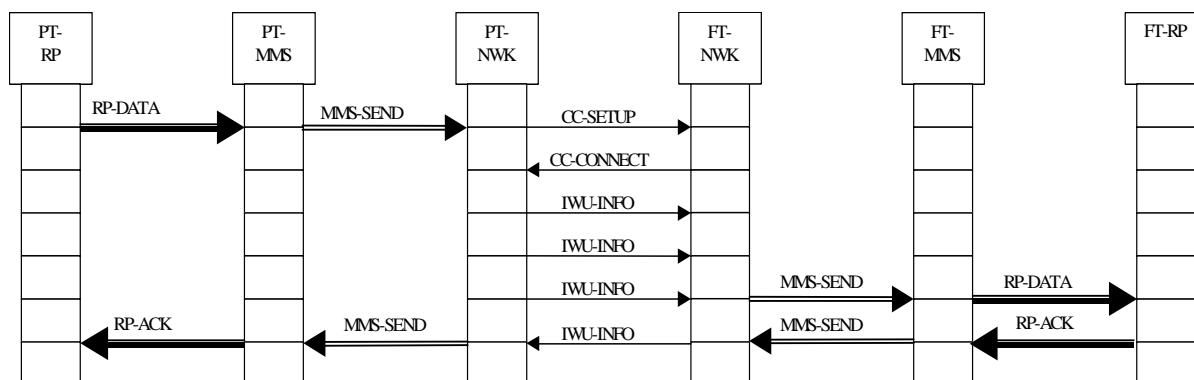 PT-
RP
PT-
MMS
PT-
NWK
FT-
NWK
FT-
MMS
FT-RP
RP-DATA
MMS-SEND
CC-SETUP
CC-CONNECT
IWU-INFO
IWU-INFO
IWU-INFO
MMS-SEND
RP-DATA
RP-ACK
MMS-SEND
IWU-INFO
MMS-SEND
RP-ACK